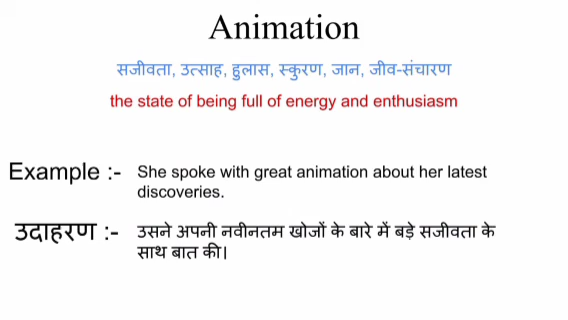 Animation
सजीवता, उत्साह, हुलास, स्कुरण, जान, जीव-संचारण
the state of being full of energy and enthusiasm
Example :- She spoke with great animation about her latest
discoveries.
उदाहरण :- उसने अपनी नवीनतम खोजों के बारे में बड़े सजीवता के
साथ बात की।